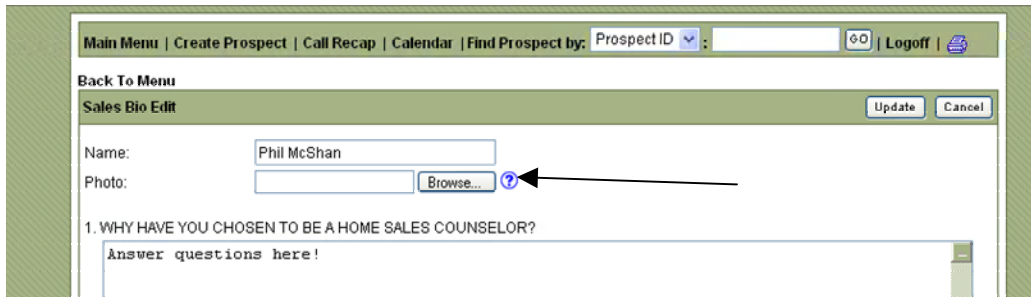 Main Menu | Create Prospect | Call Recap | Calendar |Find Prospect by: Prospect ID : GO | Logoff |
Back To Menu
Sales Bio Edit Update Cancel
Name: Phil McShan
Photo: Browse... ?
1. WHY HAVE YOU CHOSEN TO BE A HOME SALES COUNSELOR?
Answer questions here!